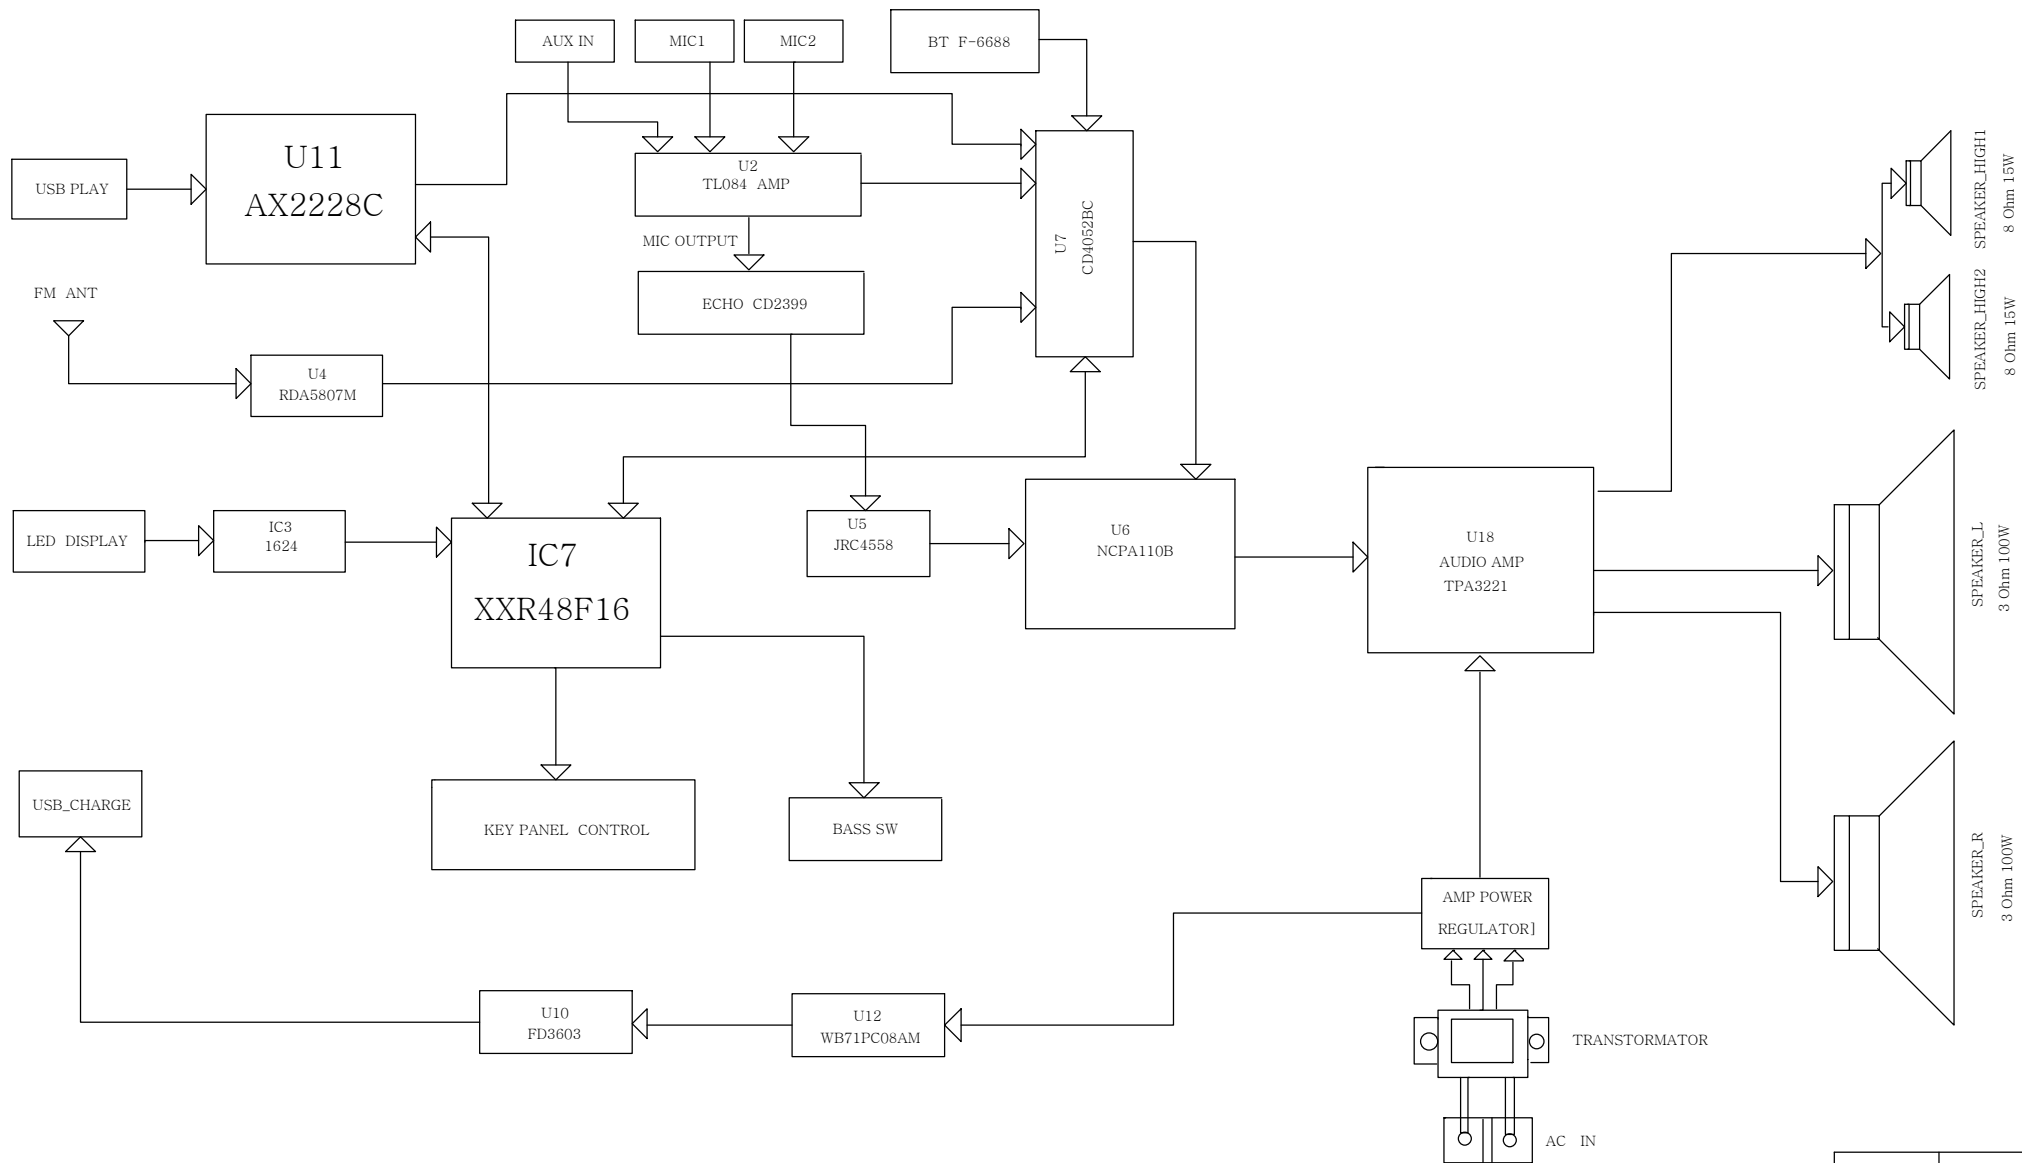 AUX IN
MIC1
MIC2
BT F-6688
U11
AX2228C
USB PLAY
U2
TL084 AMP
MIC OUTPUT
ECHO CD2399
U7
CD4052BC
FM ANT
U4
RDA5807M
LED DISPLAY
IC3
1624
IC7
XXR48F16
U5
JRC4558
U6
NCPA110B
U18
AUDIO AMP
TPA3221
SPEAKER_HIGH1
8 Ohm 15W
SPEAKER_HIGH2
8 Ohm 15W
SPEAKER_L
3 Ohm 100W
SPEAKER_R
3 Ohm 100W
USB_CHARGE
KEY PANEL CONTROL
BASS SW
AMP POWER
REGULATOR]
U10
FD3603
U12
WB71PC08AM
TRANSTORMATOR
AC IN